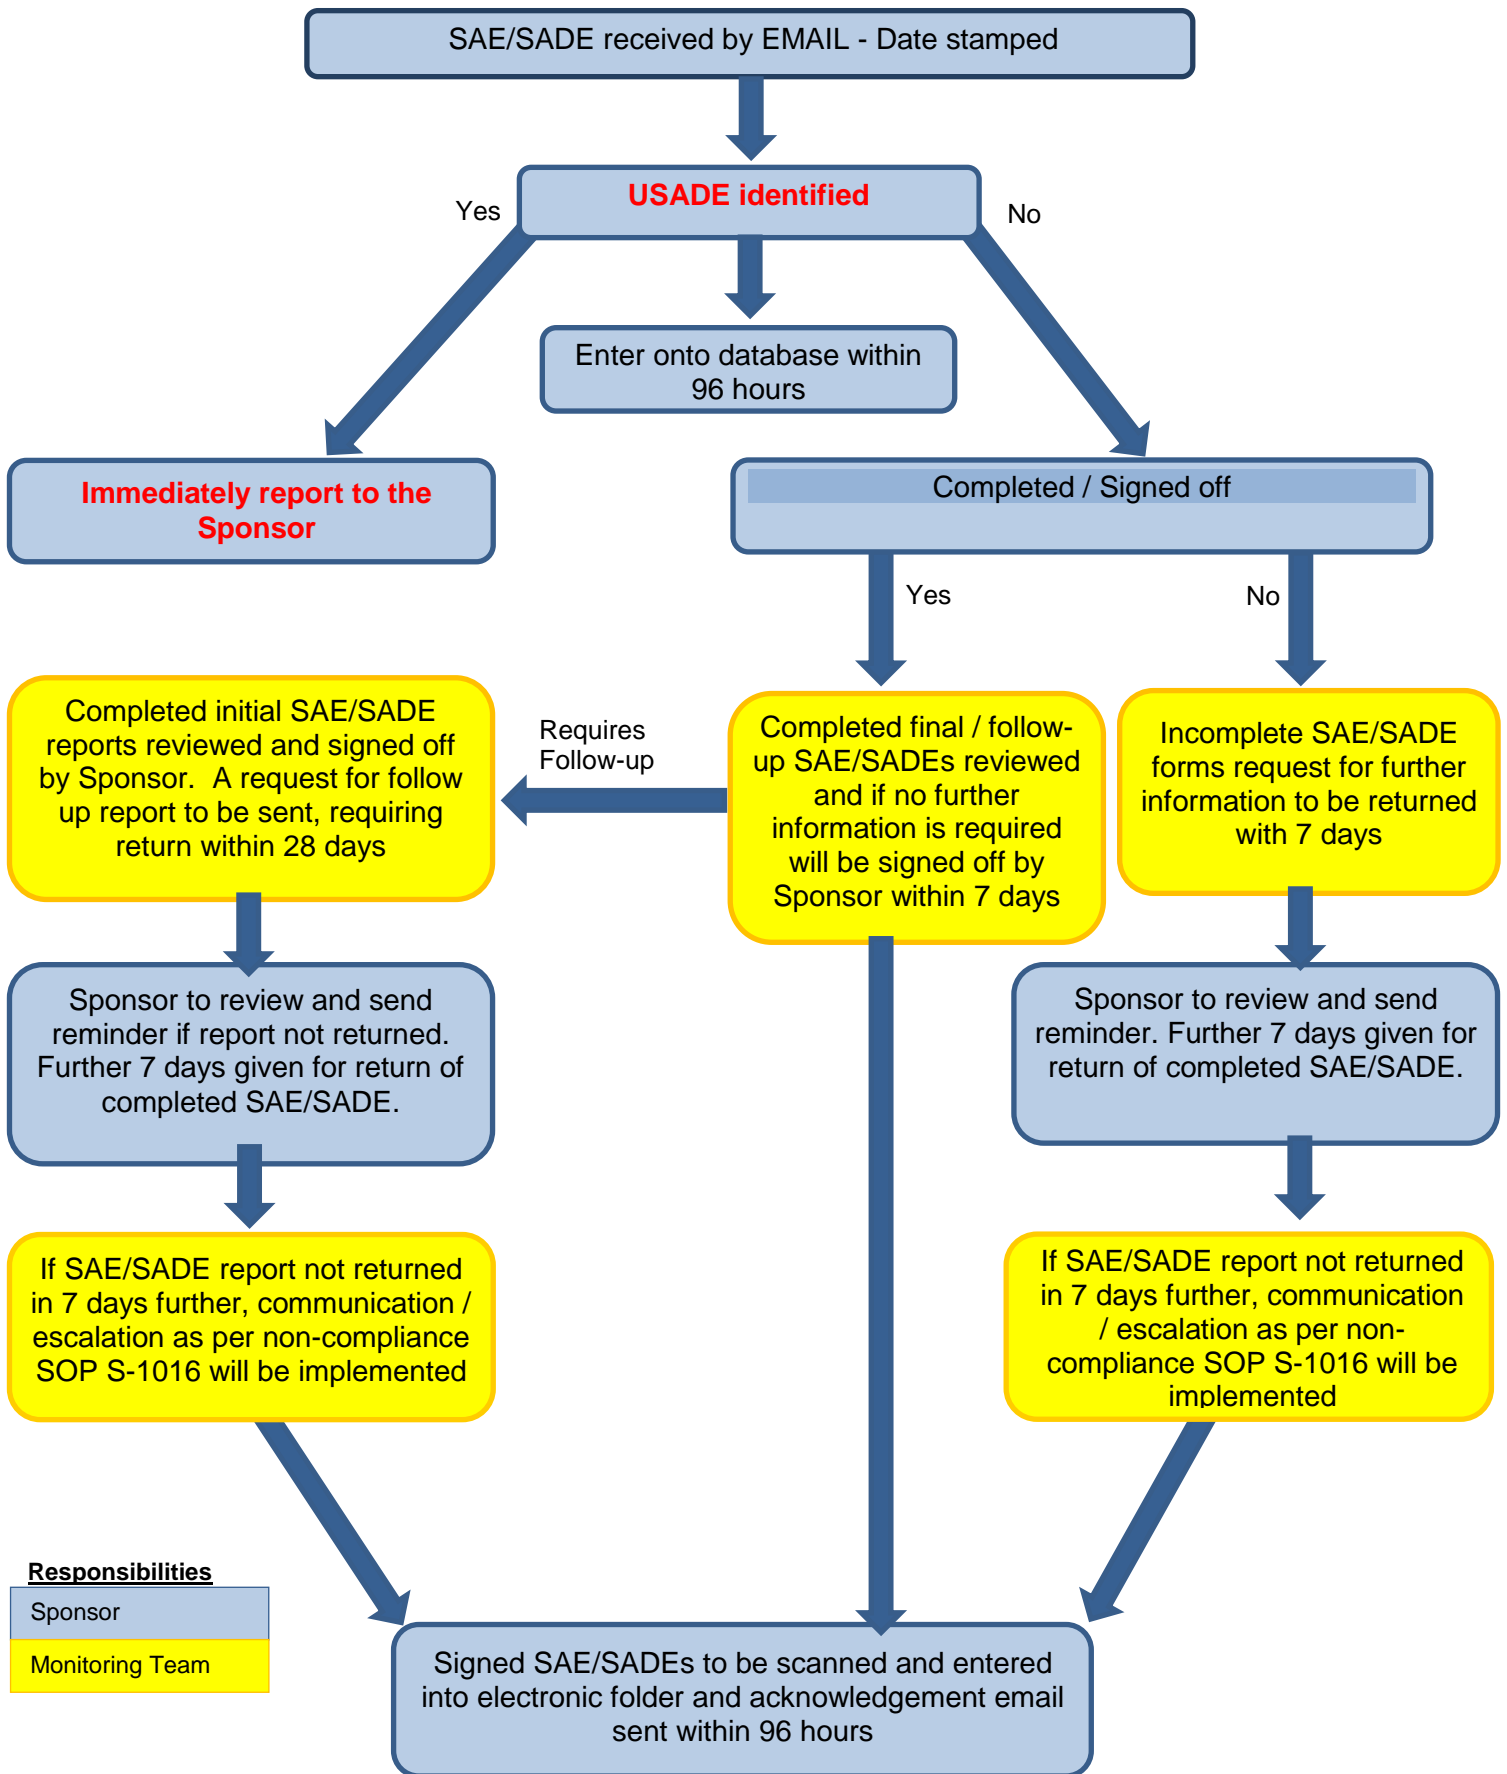 SAE/SADE received by EMAIL - Date stamped
USADE identified
Yes
No
Enter onto database within
96 hours
Immediately report to the
Sponsor
Completed / Signed off
Yes
No
Completed initial SAE/SADE
reports reviewed and signed off
by Sponsor. A request for follow
up report to be sent, requiring
return within 28 days
Requires
Follow-up
Completed final / follow-
up SAE/SADEs reviewed
and if no further
information is required
will be signed off by
Sponsor within 7 days
Incomplete SAE/SADE
forms request for further
information to be returned
with 7 days
Sponsor to review and send
reminder if report not returned.
Further 7 days given for return of
completed SAE/SADE.
Sponsor to review and send
reminder. Further 7 days given for
return of completed SAE/SADE.
If SAE/SADE report not returned
in 7 days further, communication /
escalation as per non-compliance
SOP S-1016 will be implemented
If SAE/SADE report not returned
in 7 days further, communication
/ escalation as per non-
compliance SOP S-1016 will be
implemented
Responsibilities
Sponsor
Monitoring Team
Signed SAE/SADEs to be scanned and entered
into electronic folder and acknowledgement email
sent within 96 hours